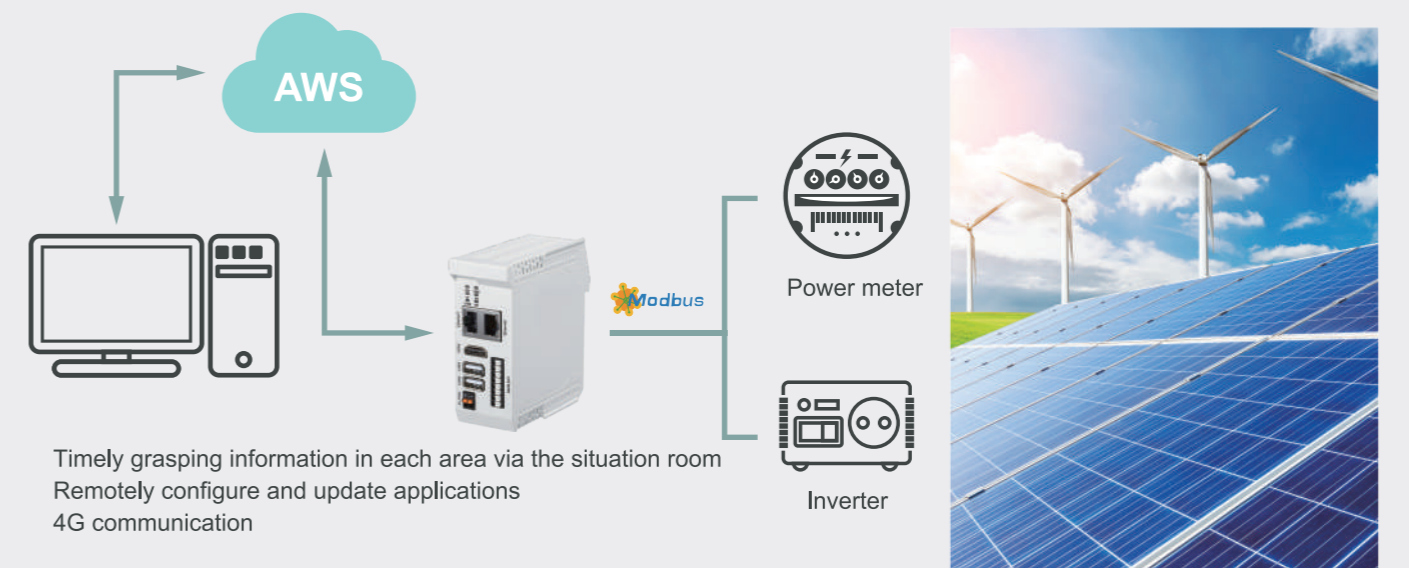 AWS
Modbus
Power meter
Inverter
Timely grasping information in each area via the situation room
Remotely configure and update applications
4G communication